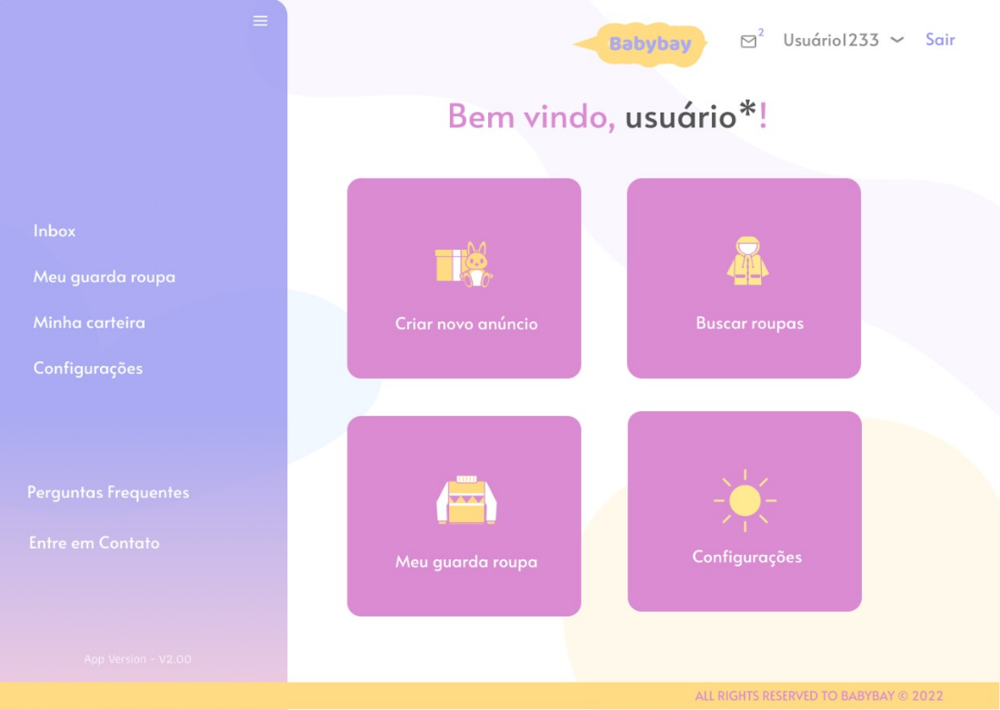 Babybay
2
Usuário1233
Sair
Bem vindo, usuário*!
Inbox
Meu guarda roupa
Minha carteira
Configurações
Perguntas Frequentes
Entre em Contato
App Version - V2.00
Criar novo anúncio
Buscar roupas
Meu guarda roupa
Configurações
ALL RIGHTS RESERVED TO BABYBAY © 2022